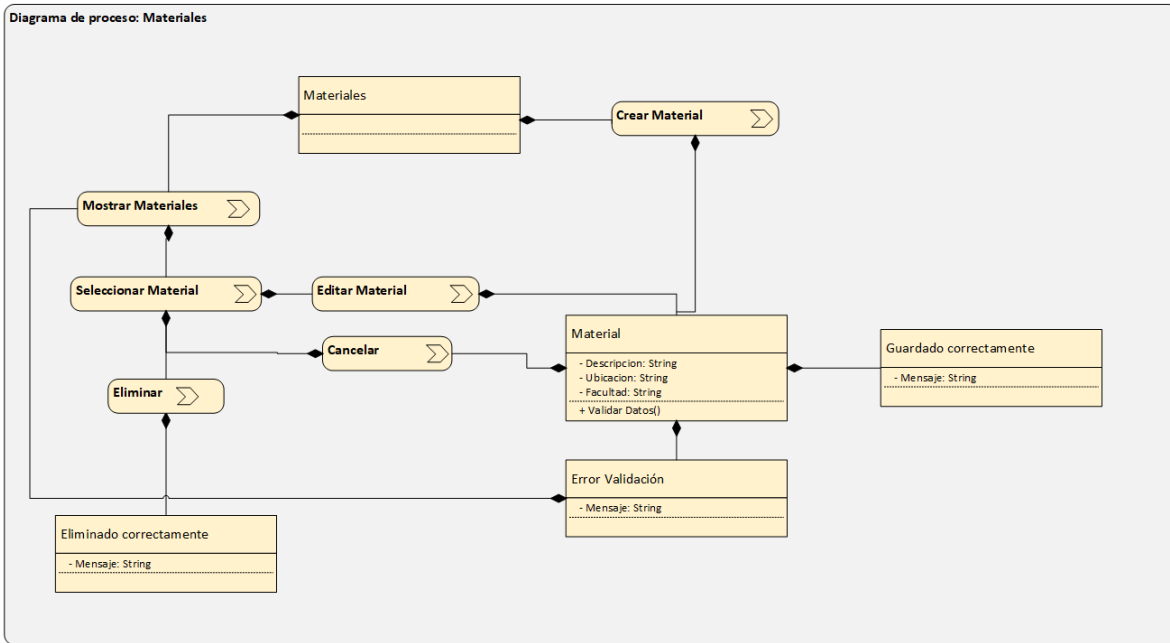 Diagrama de proceso: Materiales
Materiales
Crear Material
Mostrar Materiales
Seleccionar Material
Editar Material
Cancelar
Eliminar
Material
- Descripcion: String
- Ubicacion: String
- Facultad: String
+ Validar Datos()
Guardado correctamente
- Mensaje: String
Error Validación
- Mensaje: String
Eliminado correctamente
- Mensaje: String